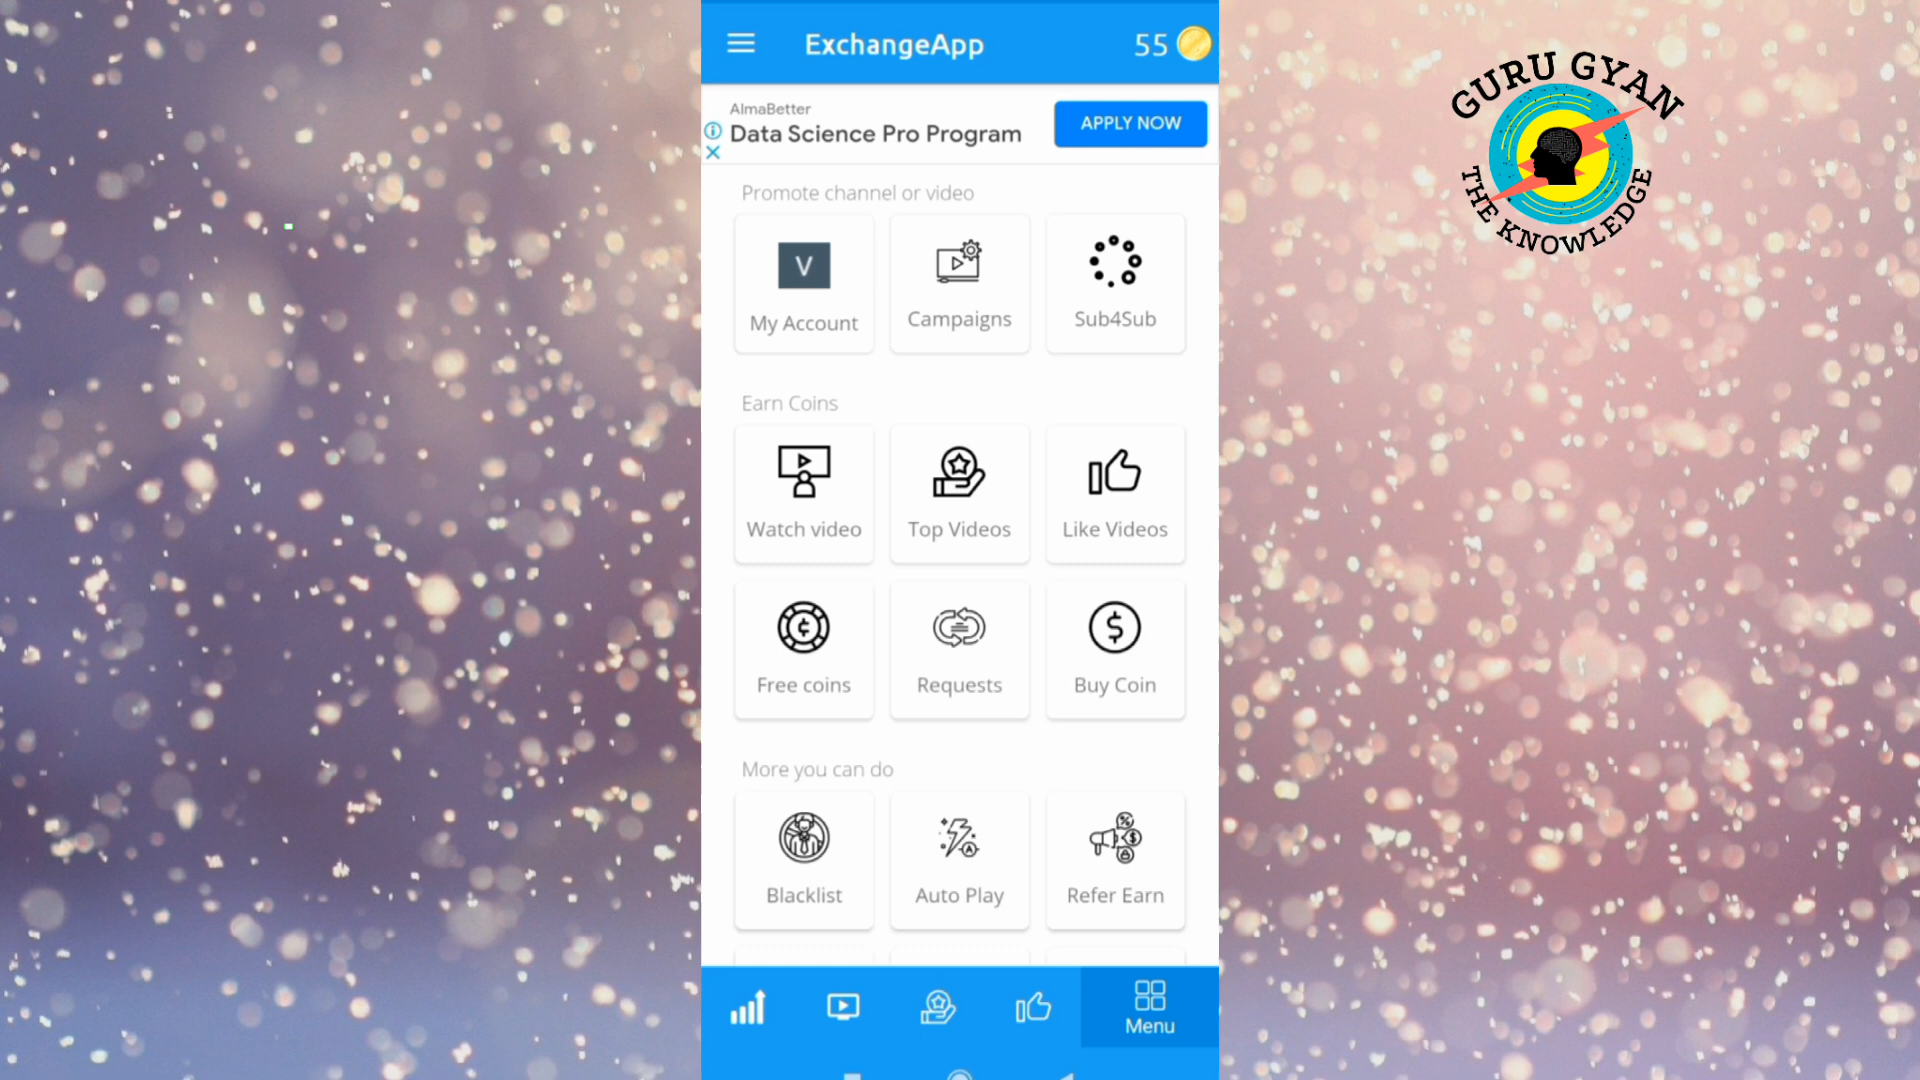 ExchangeApp
55
AlmaBetter
Data Science Pro Program
APPLY NOW
Promote channel or video
V
My Account
Campaigns
Sub4Sub
Earn Coins
Watch video
Top Videos
Like Videos
Free coins
Requests
Buy Coin
More you can do
Blacklist
Auto Play
Refer Earn
Menu
GURU GYAN
THE KNOWLEDGE